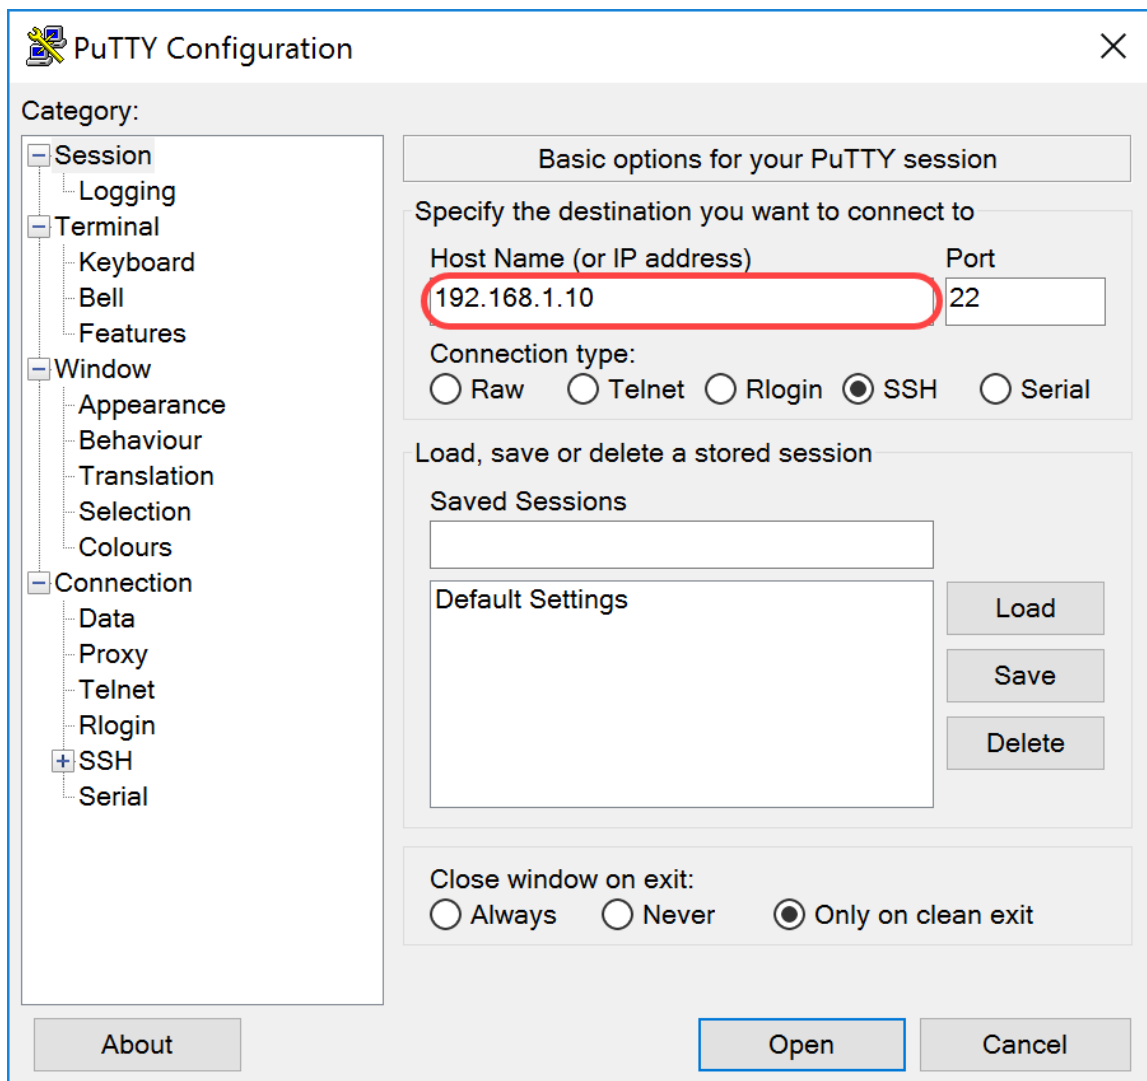 PuTTY Configuration
Category:
Session
Logging
Terminal
Keyboard
Bell
Features
Window
Appearance
Behaviour
Translation
Selection
Colours
Connection
Data
Proxy
Telnet
Rlogin
SSH
Serial
Basic options for your PuTTY session
Specify the destination you want to connect to
Host Name (or IP address) Port
192.168.1.10 22
Connection type:
Raw Telnet Rlogin SSH Serial
Load, save or delete a stored session
Saved Sessions
Default Settings
Load
Save
Delete
Close window on exit:
Always Never Only on clean exit
About Open Cancel